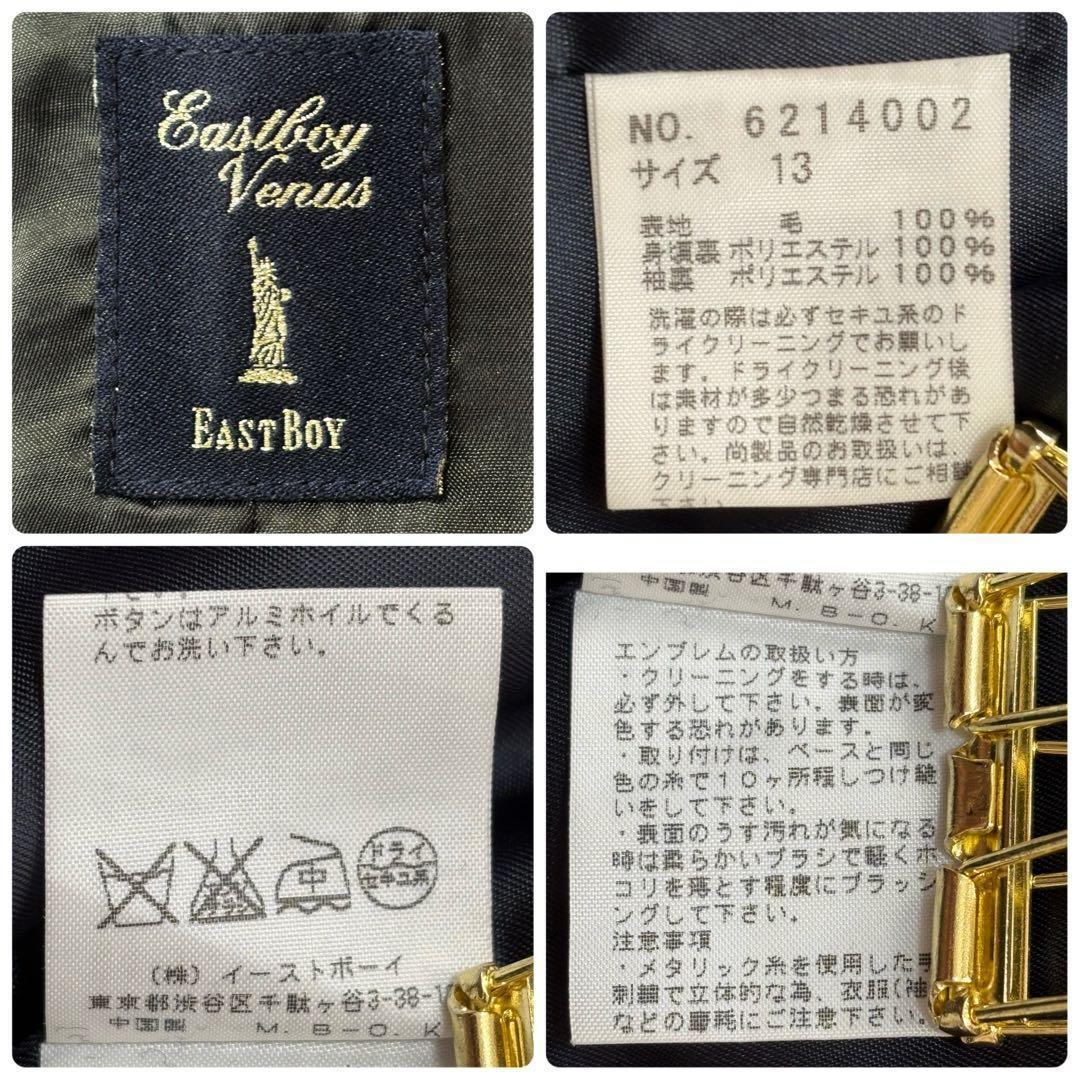 Eastboy
Venus
EAST BOY
NO. 6214002
サイズ 13
表地 毛 100%
身頃裏 ポリエステル 100%
袖裏 ポリエステル 100%
洗濯の際は必ずセキユ系のド
ライクリーニングでお願いし
ます。ドライクリーニング後
は素材が多少つまる恐れがあ
りますので自然乾燥させて下
さい。尚製品のお取扱いは、
クリーニング専門店にご相談
下さい。
ボタンはアルミホイルでくる
んでお洗い下さい。
中
ドライ
セキユ系
(株)イーストボーイ
東京都渋谷区千駄ヶ谷3-38-1
中国製 M.B-O.K
渋谷区千駄ヶ谷3-38-1
中国製 M.B-O.K
エンブレムの取扱い方
・クリーニングをする時は、
必ず外して下さい。表面が変
色する恐れがあります。
・取り付けは、ベースと同じ
色の糸で10ヶ所程しつけ縫
いをして下さい。
・表面のうす汚れが気になる
時は柔らかいブラシで軽くホ
コリを落とす程度にブラッシ
ングして下さい。
注意事項
・メタリック糸を使用した手
刺繍で立体的な為、衣服(袖
などの磨耗にご注意下さい。